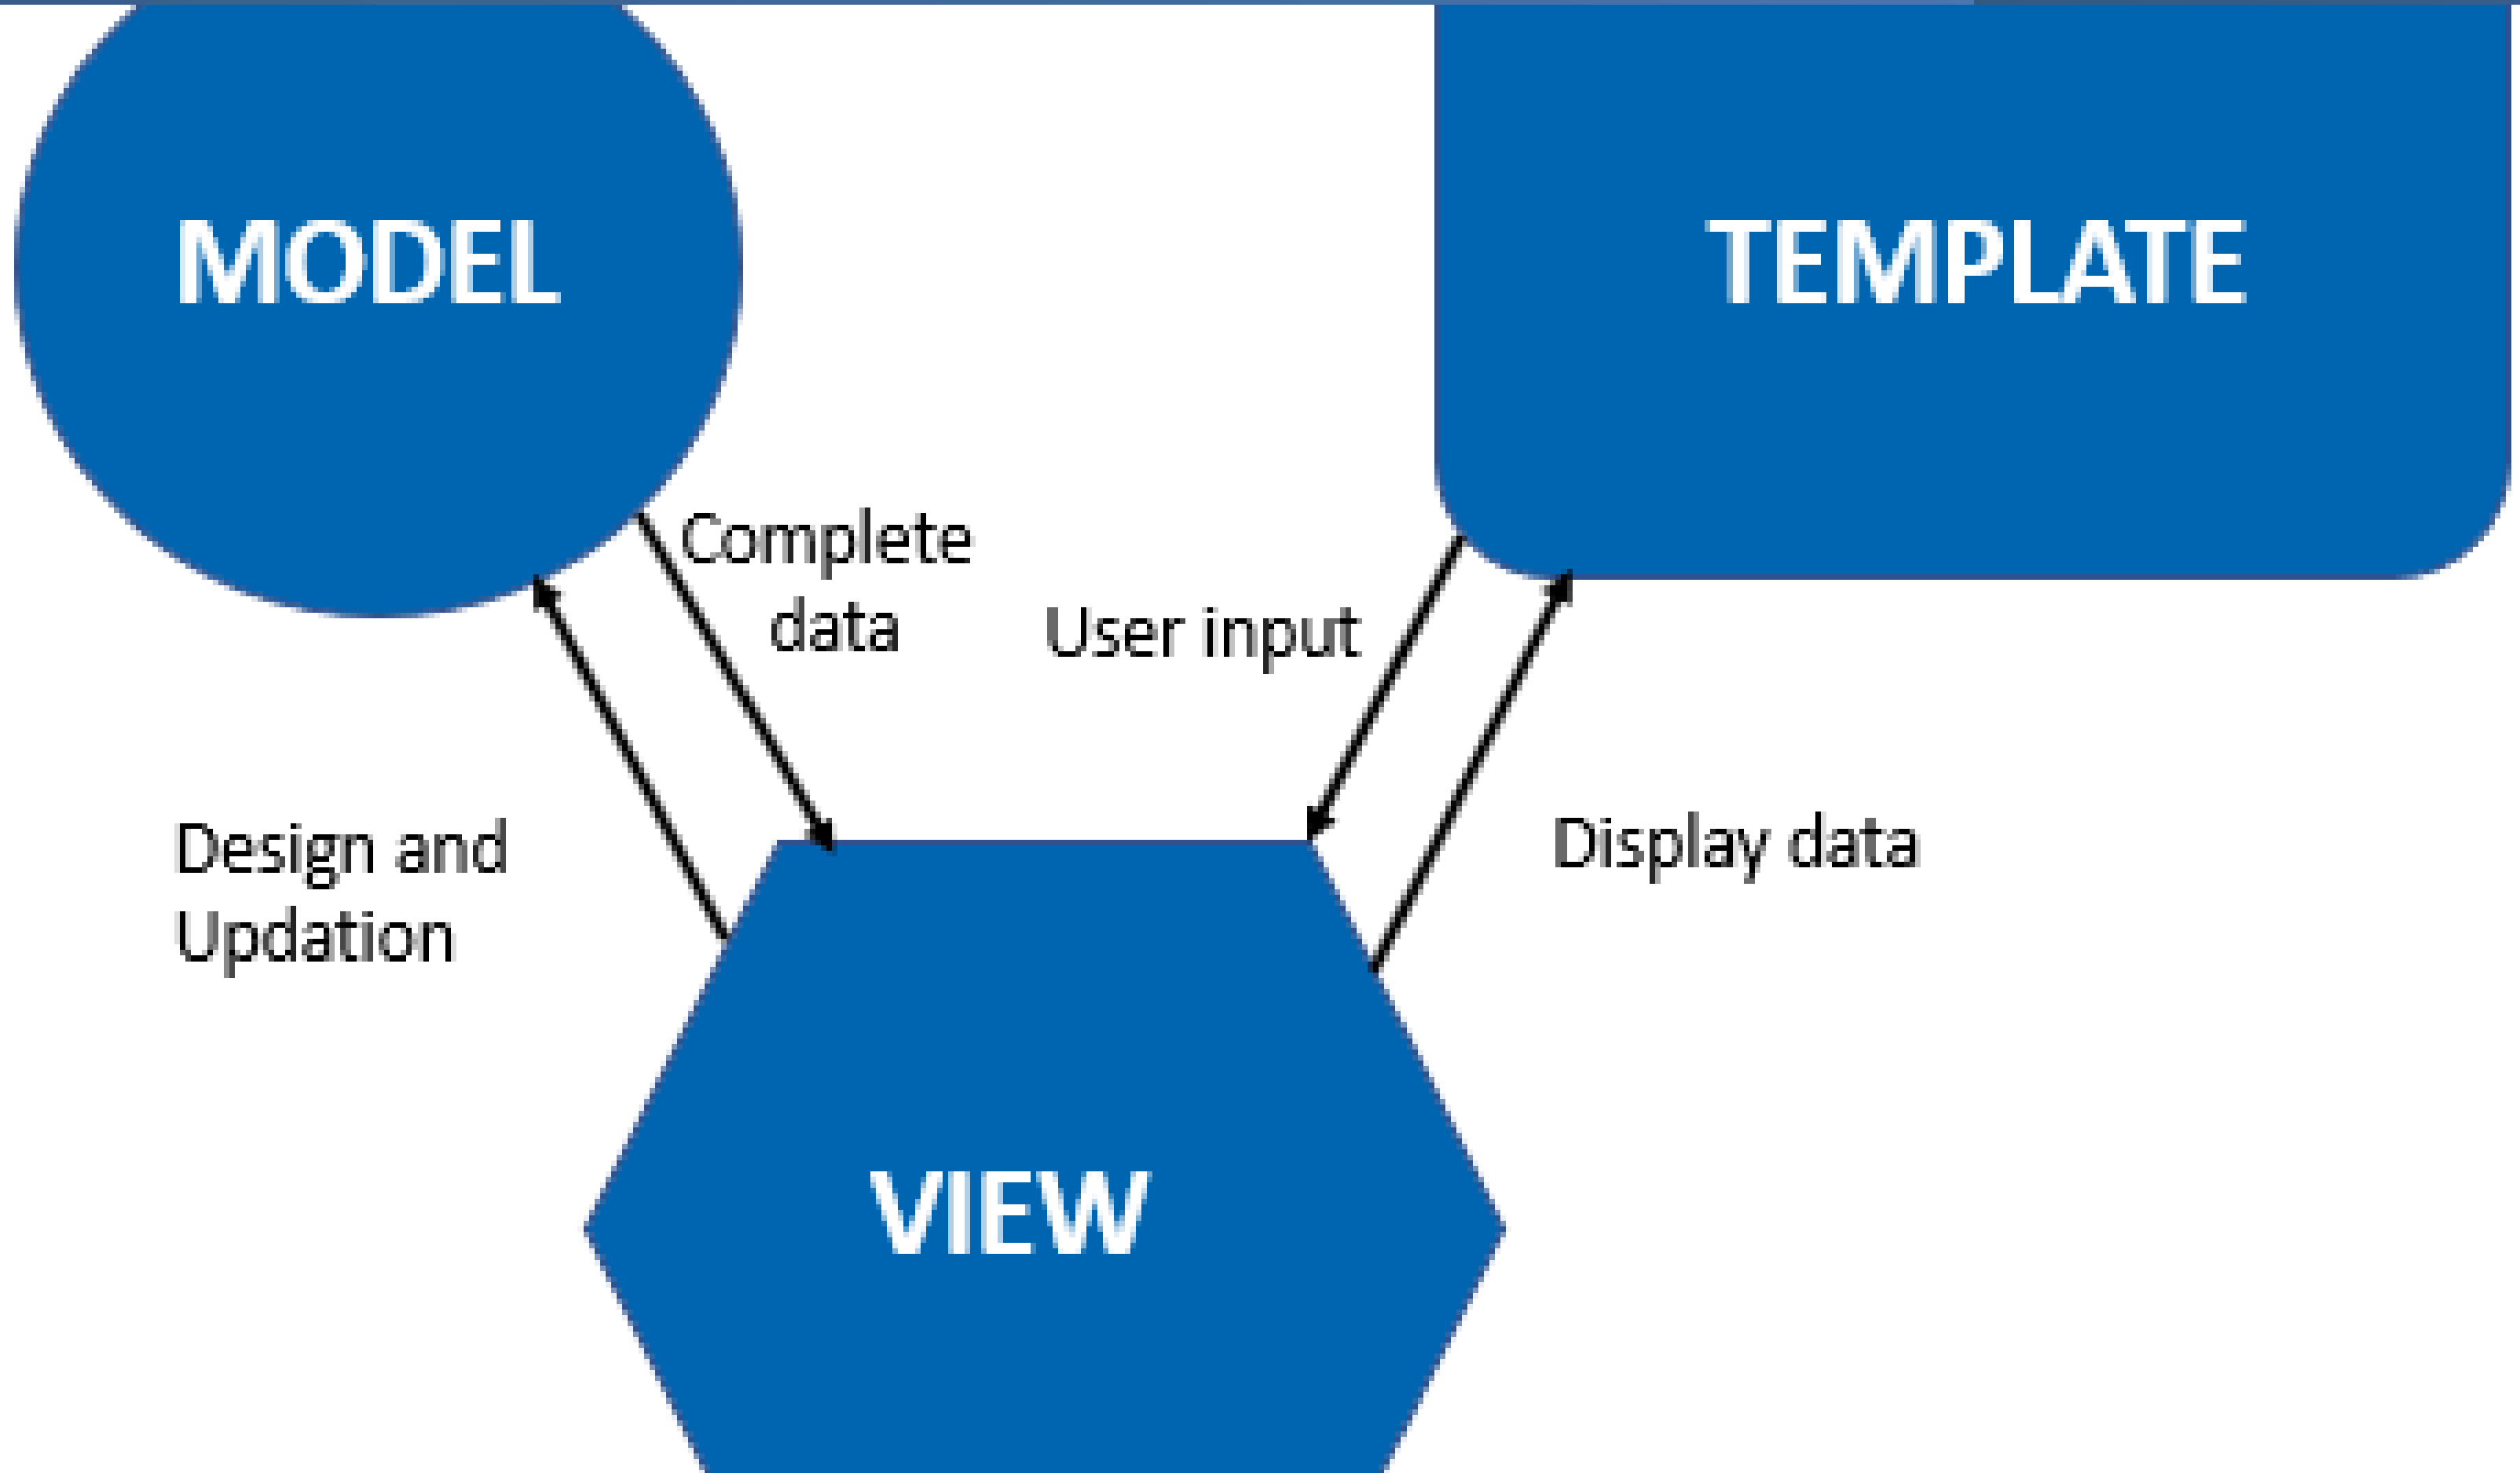 MODEL
TEMPLATE
Complete
data
User input
Design and
Updation
Display data
VIEW